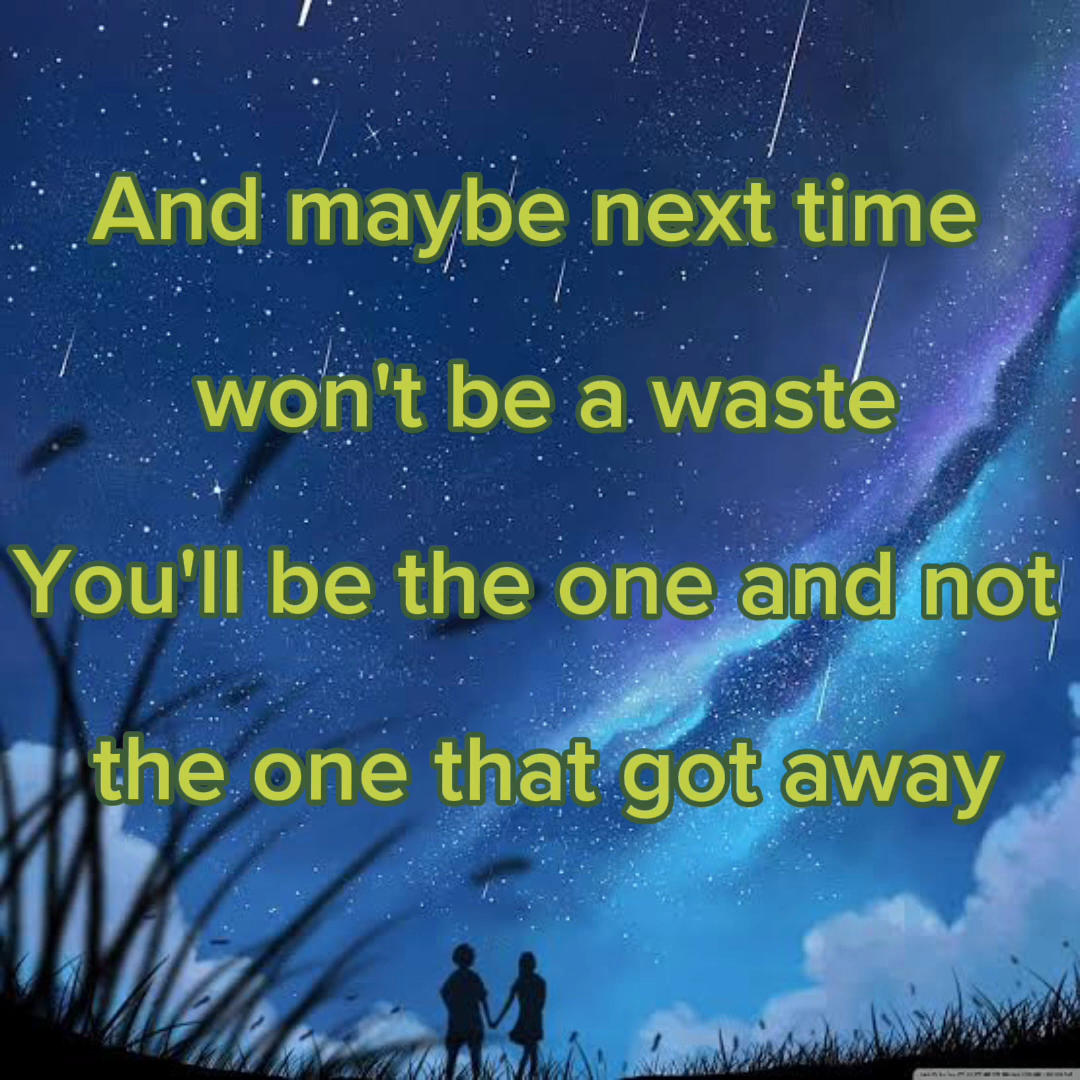 And maybe next time
won't be a waste
You'll be the one and not
the one that got away